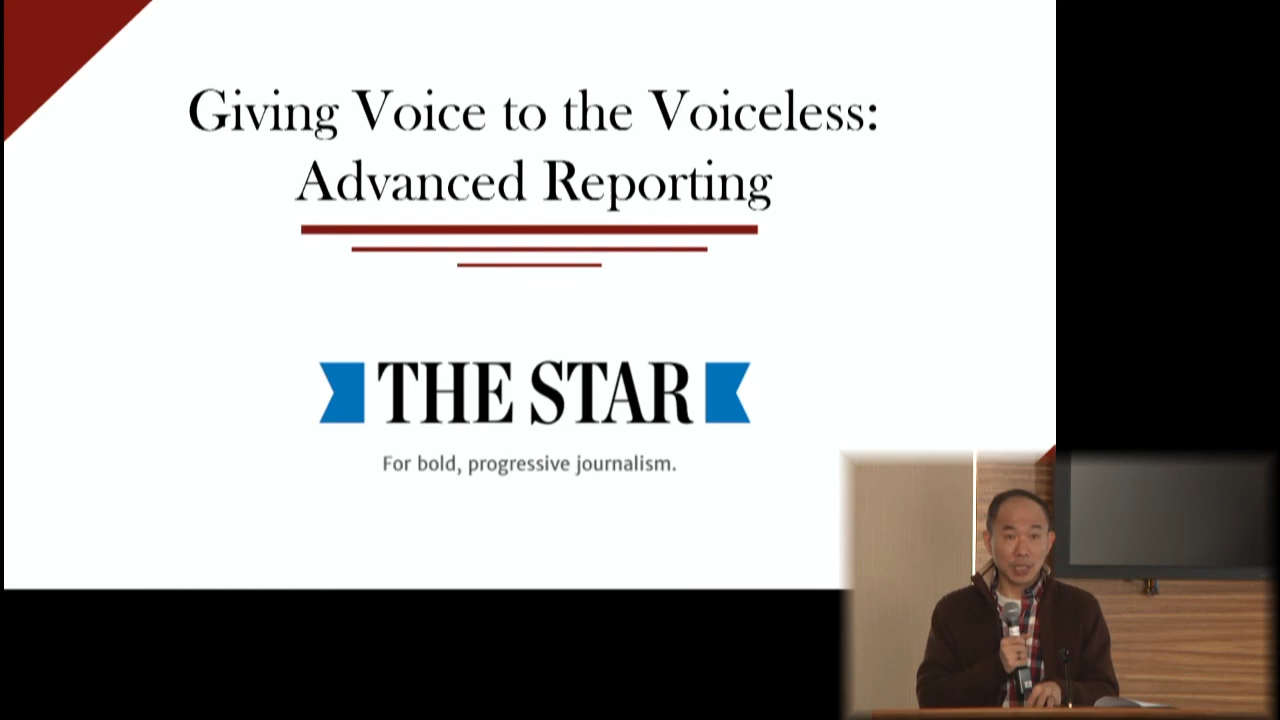 Giving Voice to the Voiceless:
Advanced Reporting
THE STAR
For bold, progressive journalism.